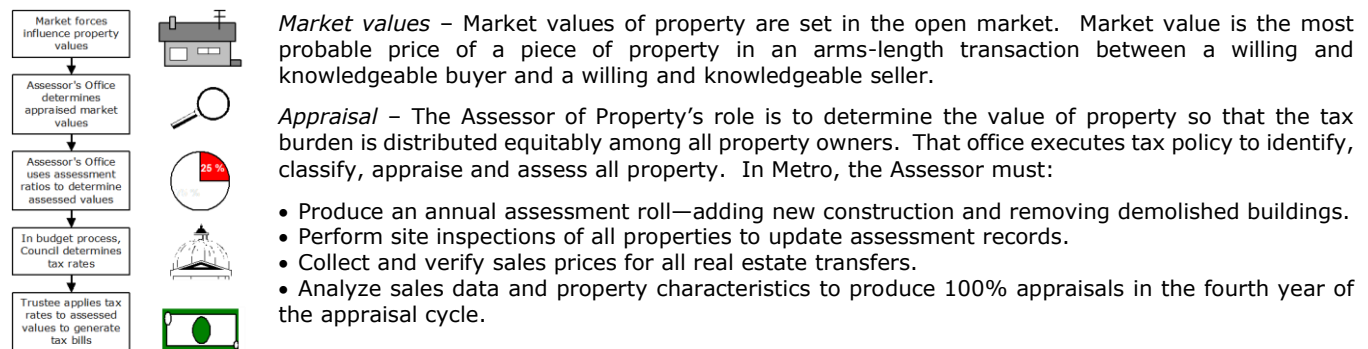 Market forces
influence property
values
Assessor's Office
determines
appraised market
values
Assessor's Office
uses assessment
ratios to determine
assessed values
In budget process,
Council determines
tax rates
Trustee applies tax
rates to assessed
values to generate
tax bills
25 %
Market values – Market values of property are set in the open market. Market value is the most
probable price of a piece of property in an arms-length transaction between a willing and
knowledgeable buyer and a willing and knowledgeable seller.
Appraisal – The Assessor of Property's role is to determine the value of property so that the tax
burden is distributed equitably among all property owners. That office executes tax policy to identify,
classify, appraise and assess all property. In Metro, the Assessor must:
• Produce an annual assessment roll—adding new construction and removing demolished buildings.
• Perform site inspections of all properties to update assessment records.
• Collect and verify sales prices for all real estate transfers.
• Analyze sales data and property characteristics to produce 100% appraisals in the fourth year of
the appraisal cycle.